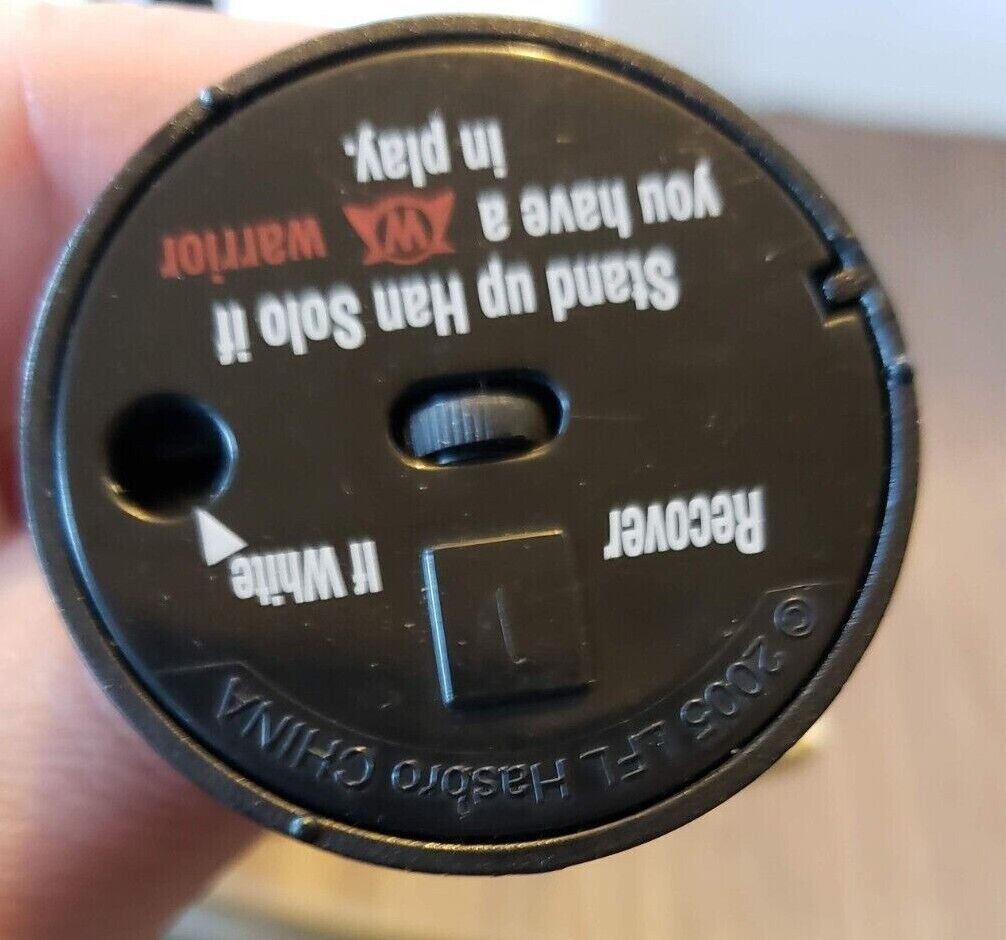 © 2005 LFL Hasbro CHINA
Recover If White
Stand up Han Solo if
you have a W warrior
in play.